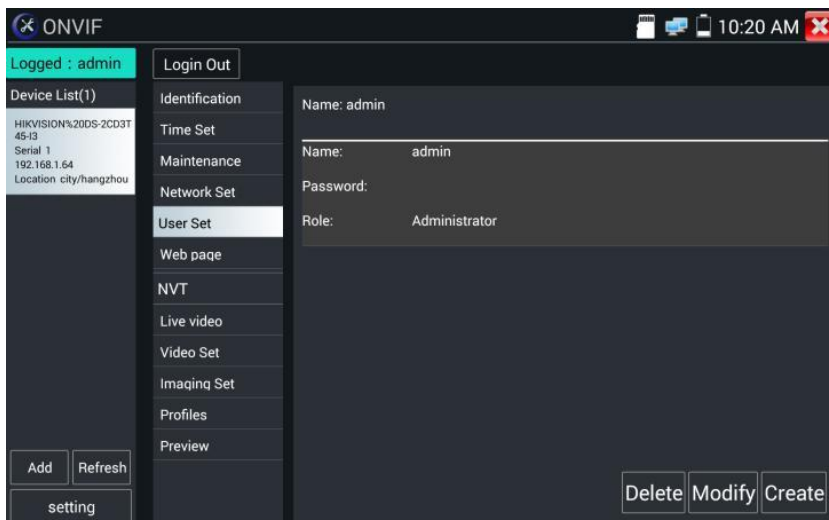 ONVIF
10:20 AM
Logged : admin
Login Out
Device List(1)
HIKVISION%20DS-2CD3T
45-I3
Serial 1
192.168.1.64
Location city/hangzhou
Add
Refresh
setting
Identification
Time Set
Maintenance
Network Set
User Set
Web page
NVT
Live video
Video Set
Imaging Set
Profiles
Preview
Name: admin
Name: admin
Password:
Role: Administrator
Delete
Modify
Create